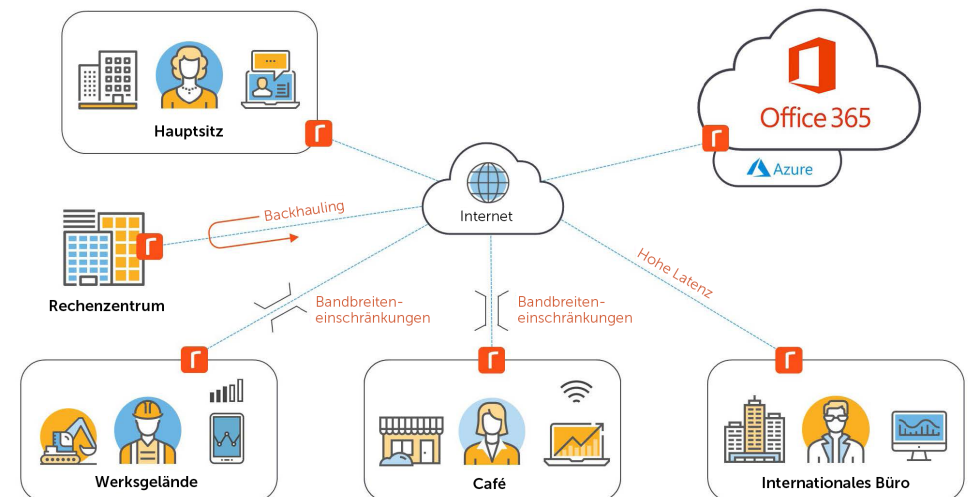 Hauptsitz
Office 365
Azure
Internet
Backhauling
Rechenzentrum
Hohe Latenz
Bandbreiten-
einschränkungen
Bandbreiten-
einschränkungen
Werksgelände
Café
Internationales Büro